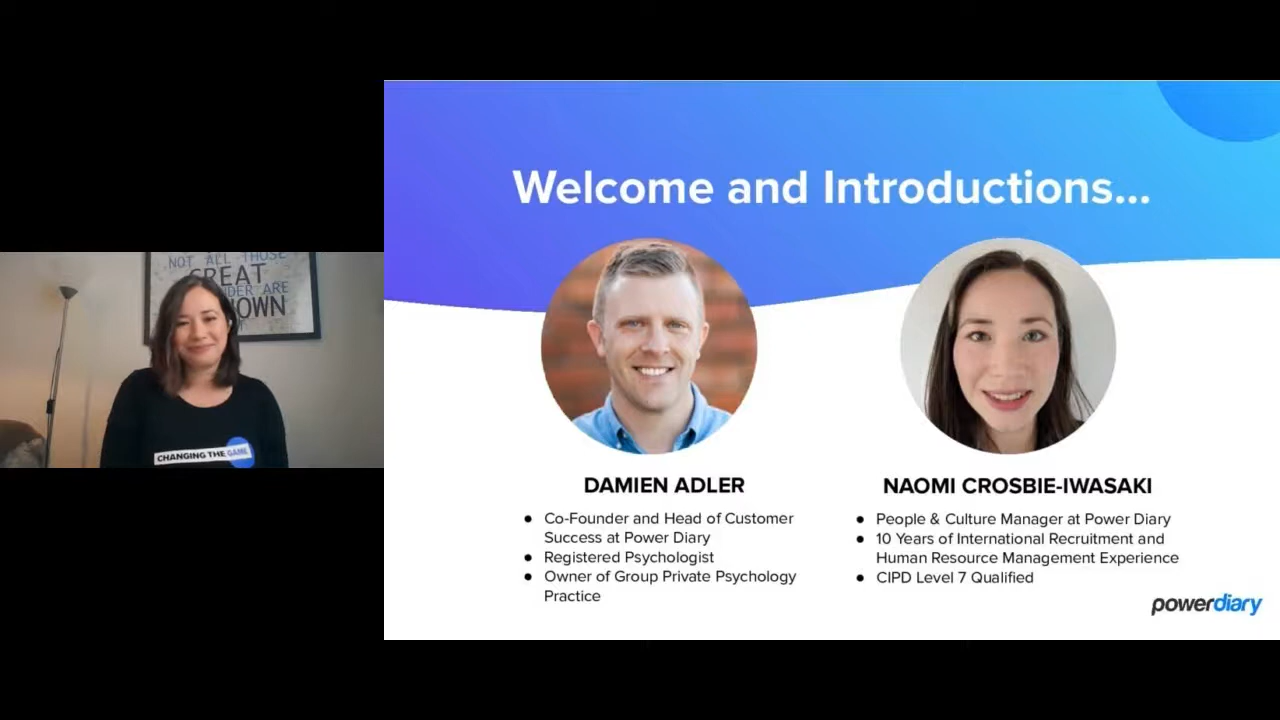 NOT ALL THOSE
GREAT
ARE
CHANGING THE GAME
Welcome and Introductions...
DAMIEN ADLER
● Co-Founder and Head of Customer
Success at Power Diary
● Registered Psychologist
● Owner of Group Private Psychology
Practice
NAOMI CROSBIE-IWASAKI
● People & Culture Manager at Power Diary
● 10 Years of International Recruitment and
Human Resource Management Experience
● CIPD Level 7 Qualified
powerdiary